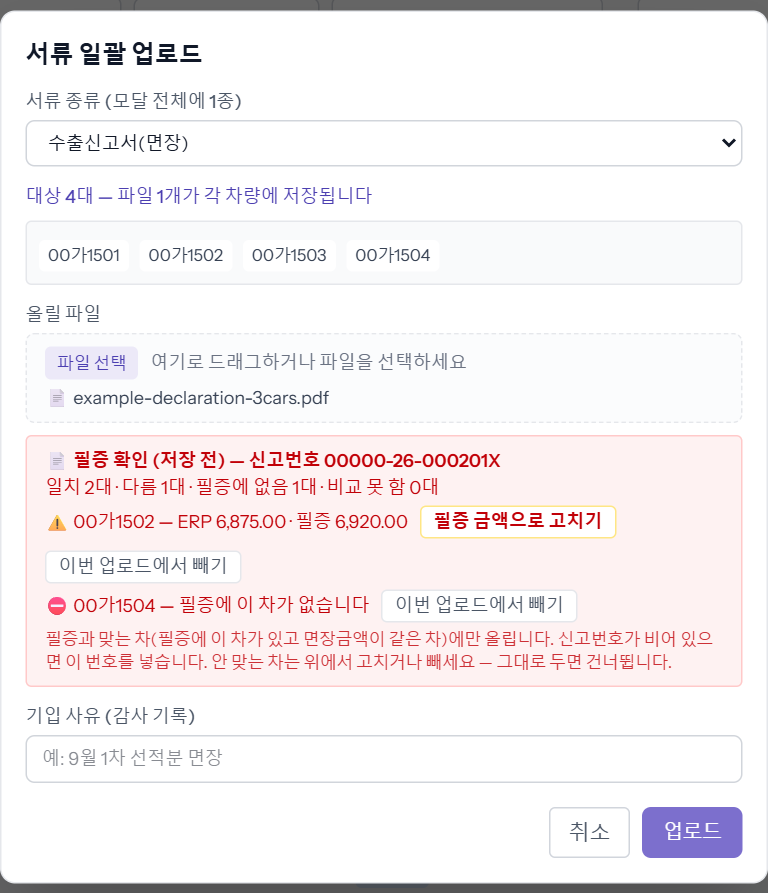 서류 일괄 업로드
서류 종류 (모달 전체에 1종)
수출신고서(면장)
대상 4대 — 파일 1개가 각 차량에 저장됩니다
00가1501 00가1502 00가1503 00가1504
올릴 파일
파일 선택 여기로 드래그하거나 파일을 선택하세요
example-declaration-3cars.pdf
필증 확인 (저장 전) — 신고번호 00000-26-000201X
일치 2대 · 다름 1대 · 필증에 없음 1대 · 비교 못 함 0대
00가1502 — ERP 6,875.00 · 필증 6,920.00 필증 금액으로 고치기
이번 업로드에서 빼기
00가1504 — 필증에 이 차가 없습니다 이번 업로드에서 빼기
필증과 맞는 차(필증에 이 차가 있고 면장금액이 같은 차)에만 올립니다. 신고번호가 비어 있으
면 이 번호를 넣습니다. 안 맞는 차는 위에서 고치거나 빼세요 — 그대로 두면 건너뜁니다.
기입 사유 (감사 기록)
예: 9월 1차 선적분 면장
취소 업로드